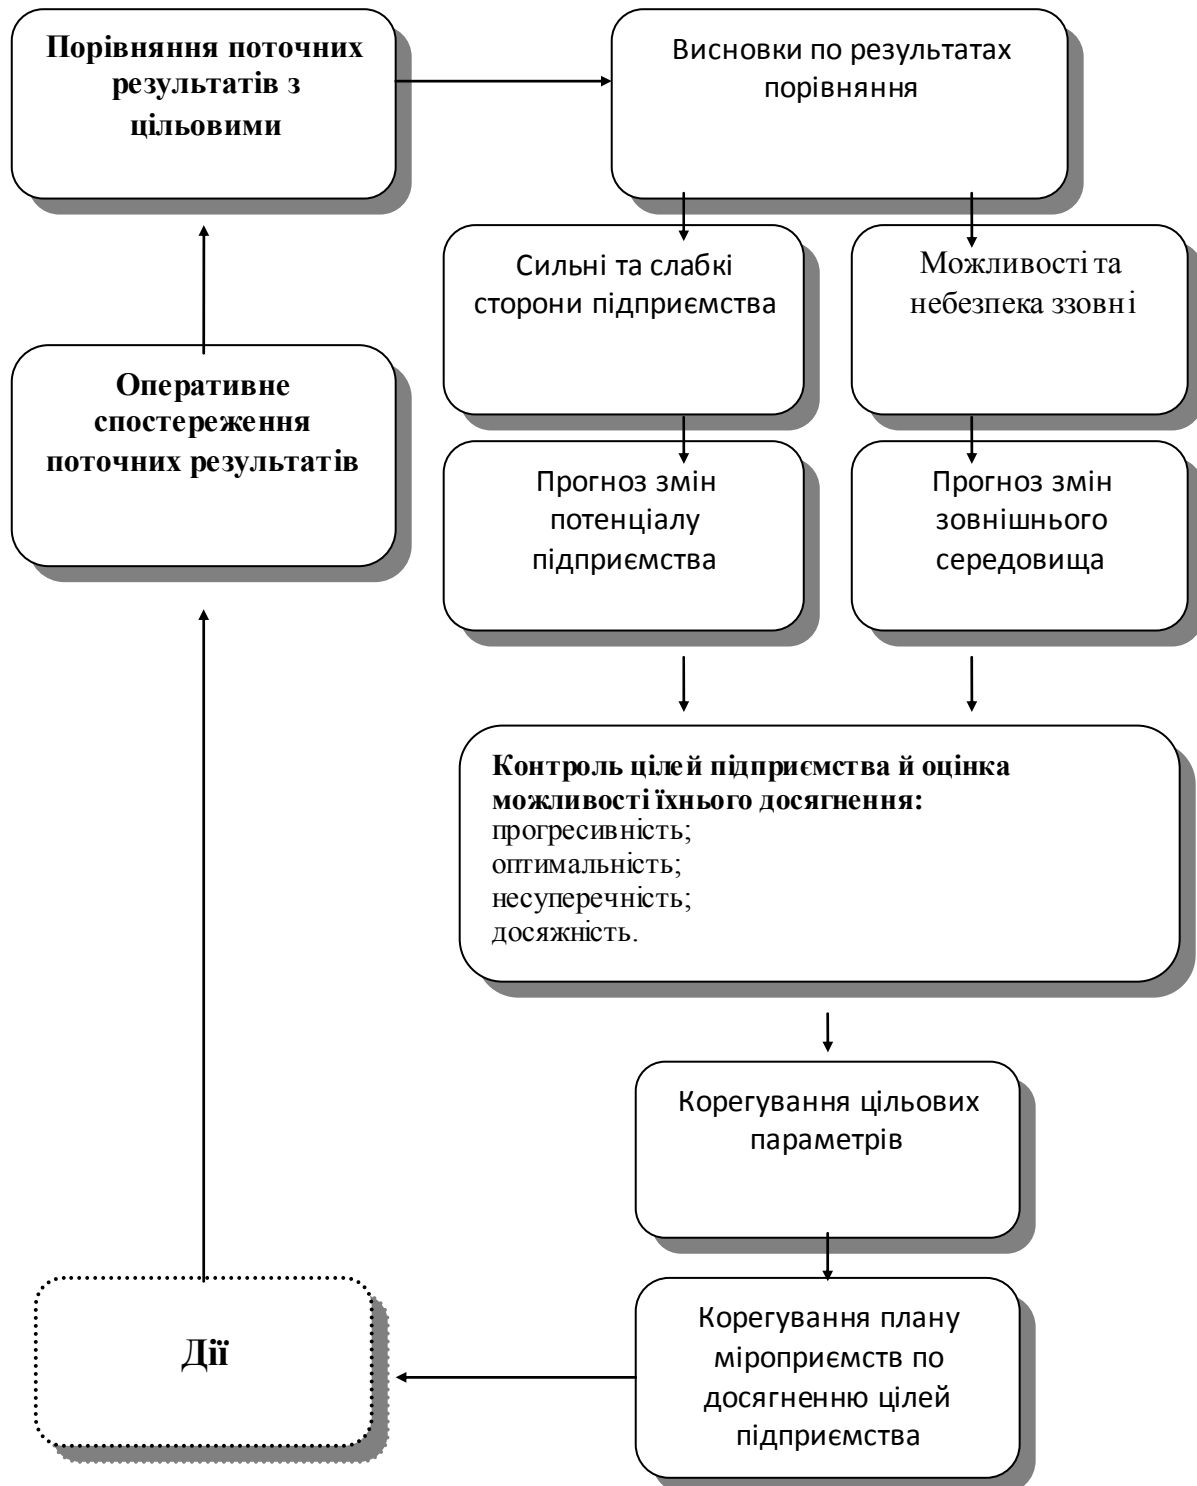 Порівняння поточних
результатів з
цільовими
Висновки по результатах
порівняння
Сильні та слабкі
сторони підприємства
Можливості та
небезпека ззовні
Оперативне
спостереження
поточних результатів
Прогноз змін
потенціалу
підприємства
Прогноз змін
зовнішнього
середовища
Контроль цілей підприємства й оцінка
можливості їхнього досягнення:
прогресивність;
оптимальність;
несуперечність;
досяжність.
Корегування цільових
параметрів
Дії
Корегування плану
міроприємств по
досягненню цілей
підприємства